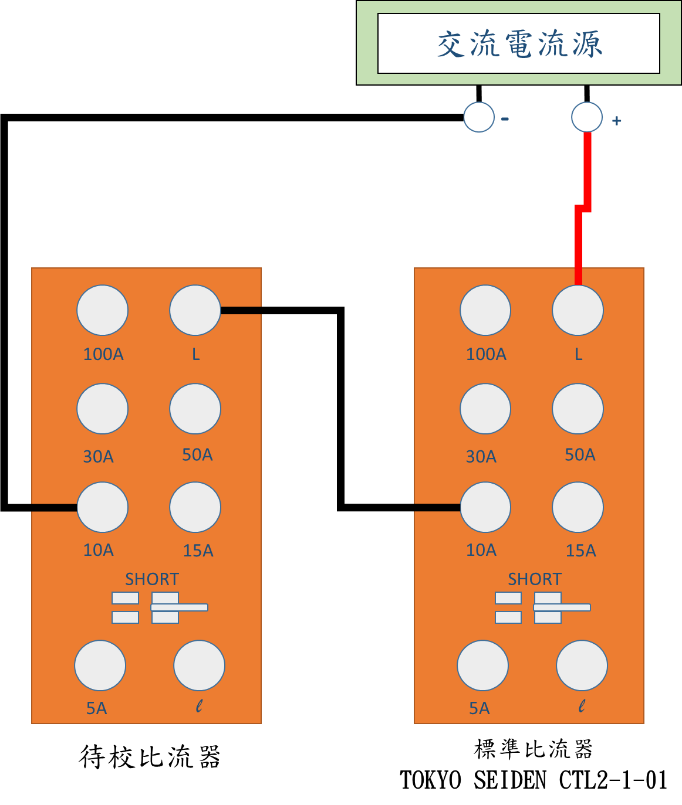 交流電流源
- +
100A L
30A 50A
10A 15A
SHORT
5A ℓ
待校比流器
100A L
30A 50A
10A 15A
SHORT
5A ℓ
標準比流器
TOKYO SEIDEN CTL2-1-01